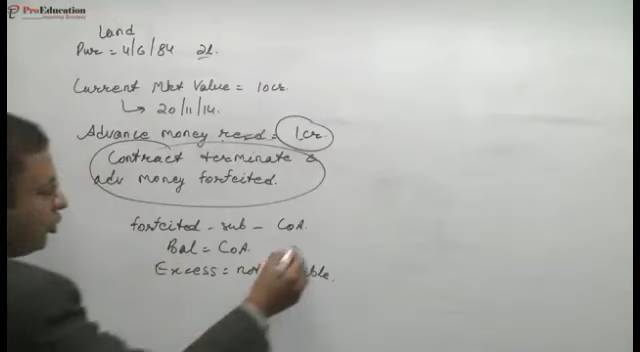 ProEducation
Land
Pur = 4/6/84 2l.
Current Mkt Value = 10cr.
↳ 20/11/14.
Advance money recd = 1cr.
Contract terminate &
adv money forfeited.
forfeited - sub - CoA.
Bal = CoA.
Excess =